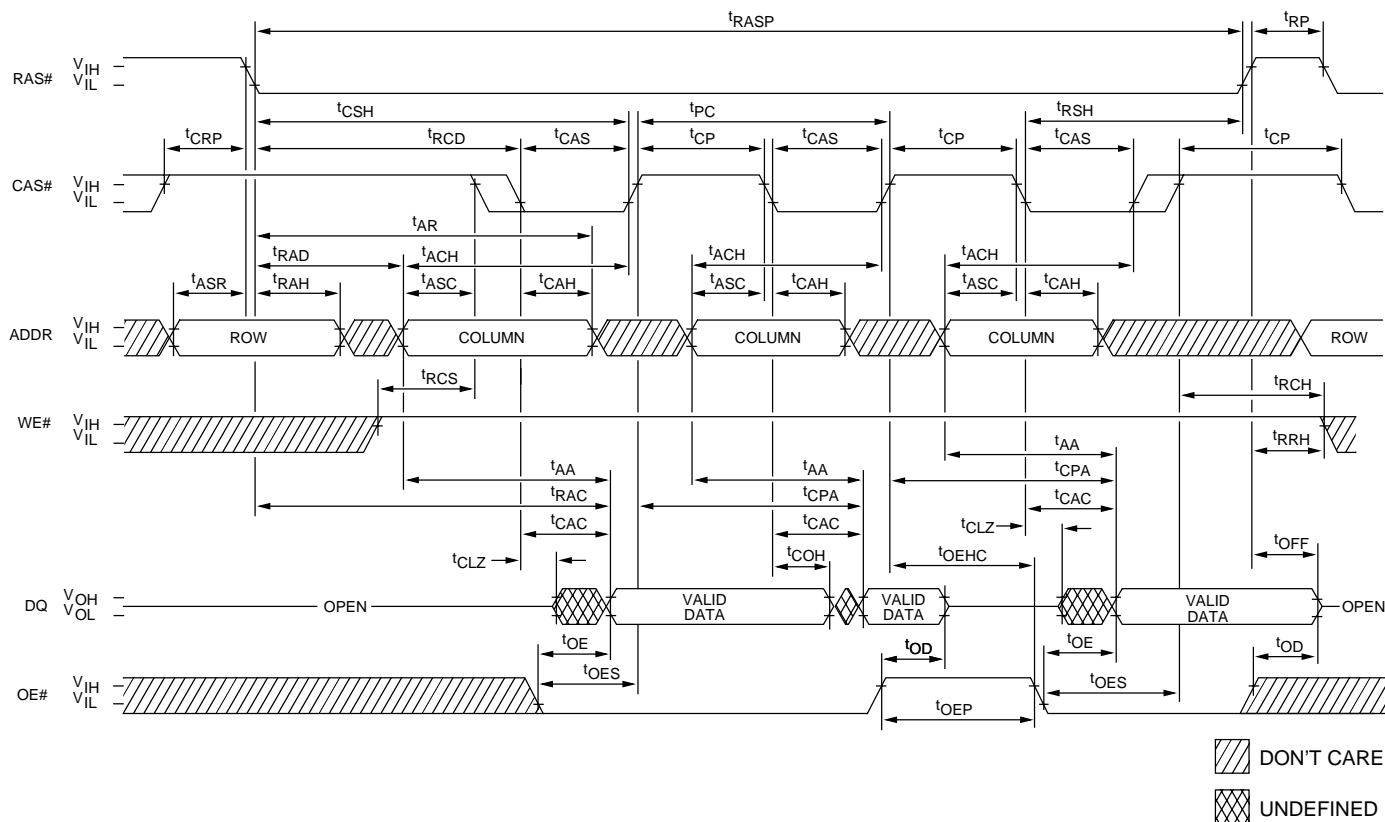 tRASP tRP
RAS# VIH
VIL
tCSH tPC tRSH
tCRP tRCD tCAS tCP tCAS tCP tCAS tCP
CAS# VIH
VIL
tAR
tRAD tACH tACH tACH
tASR tRAH tASC tCAH tASC tCAH tASC tCAH
ADDR VIH
VIL
ROW COLUMN COLUMN COLUMN ROW
tRCS tRCH
WE# VIH
VIL
tAA tAA tAA tRRH
tRAC tCPA tCPA
tCAC tCAC tCAC
tCLZ tCOH tOEHC tCLZ tOFF
DQ VOH
VOL
OPEN VALID DATA VALID DATA VALID DATA OPEN
tOE tOD tOE tOD
tOES tOES
OE# VIH
VIL
tOEP
DON'T CARE
UNDEFINED